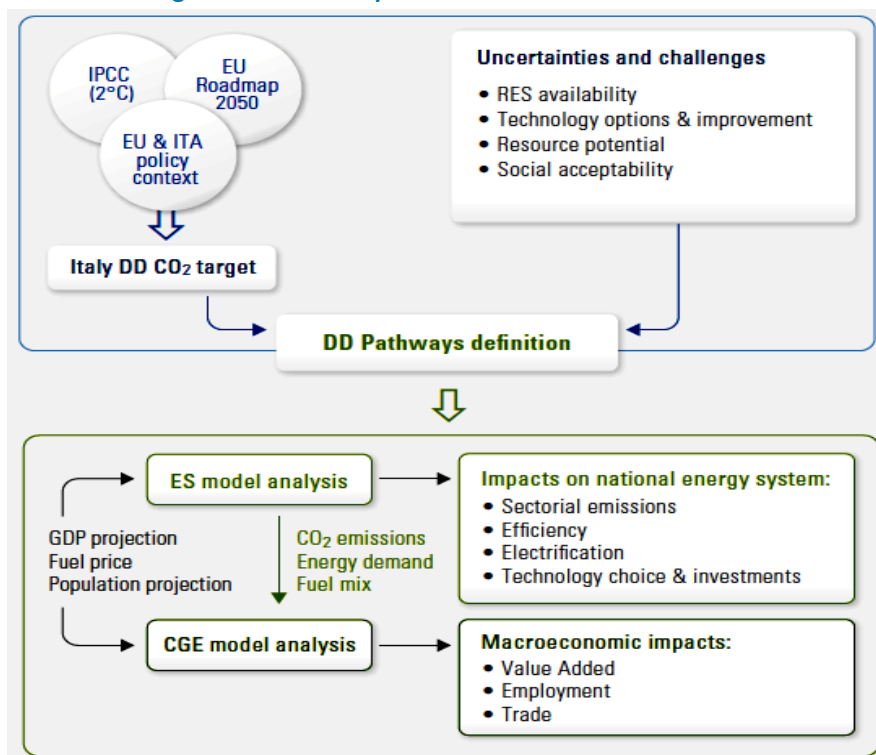 IPCC
(2°C)
EU
Roadmap
2050
EU & ITA
policy
context
Italy DD CO₂ target
Uncertainties and challenges
• RES availability
• Technology options & improvement
• Resource potential
• Social acceptability
DD Pathways definition
ES model analysis
GDP projection
Fuel price
Population projection
CO₂ emissions
Energy demand
Fuel mix
CGE model analysis
Impacts on national energy system:
• Sectorial emissions
• Efficiency
• Electrification
• Technology choice & investments
Macroeconomic impacts:
• Value Added
• Employment
• Trade